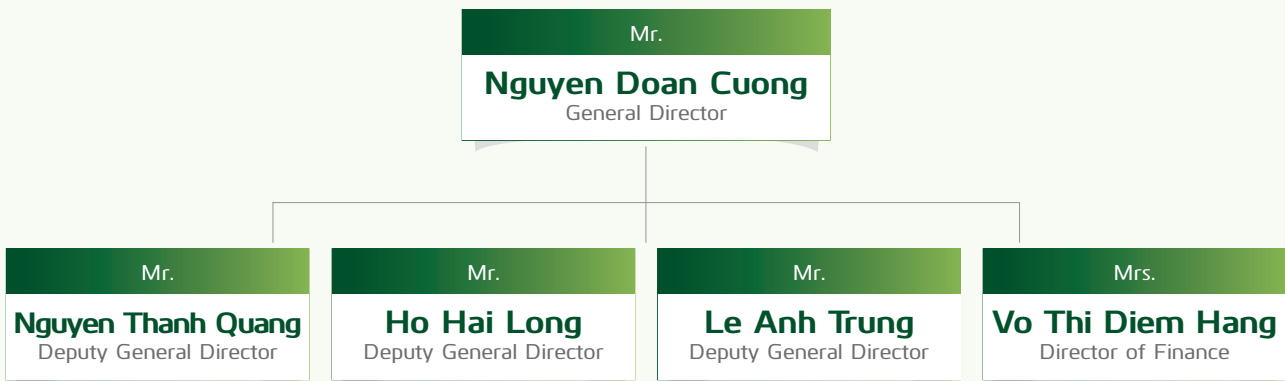 Mr.
Nguyen Doan Cuong
General Director
Mr.
Nguyen Thanh Quang
Deputy General Director
Mr.
Ho Hai Long
Deputy General Director
Mr.
Le Anh Trung
Deputy General Director
Mrs.
Vo Thi Diem Hang
Director of Finance